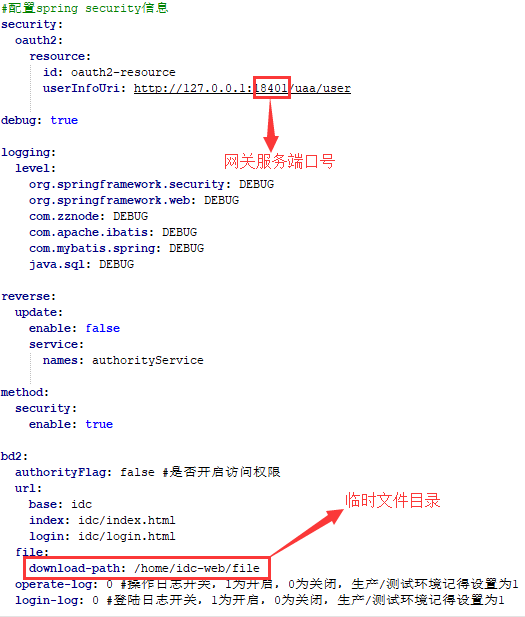 #配置spring security信息
security:
  oauth2:
    resource:
      id: oauth2-resource
      userInfoUri: http://127.0.0.1:18401/uaa/user
debug: true
网关服务端口号
logging:
  level:
    org.springframework.security: DEBUG
    org.springframework.web: DEBUG
    com.zznode: DEBUG
    com.apache.ibatis: DEBUG
    com.mybatis.spring: DEBUG
    java.sql: DEBUG
reverse:
  update:
    enable: false
    service:
      names: authorityService
method:
  security:
    enable: true
bd2:
  authorityFlag: false #是否开启访问权限
  url:
    base: idc
    index: idc/index.html
    login: idc/login.html
临时文件目录
  file:
    download-path: /home/idc-web/file
  operate-log: 0 #操作日志开关, 1为开启, 0为关闭, 生产/测试环境记得设置为1
  login-log: 0 #登陆日志开关, 1为开启, 0为关闭, 生产/测试环境记得设置为1